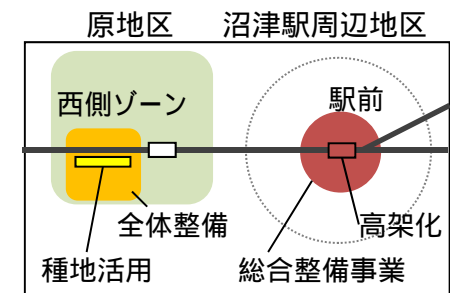 原地区
沼津駅周辺地区
西側ゾーン
駅前
全体整備
高架化
種地活用
総合整備事業